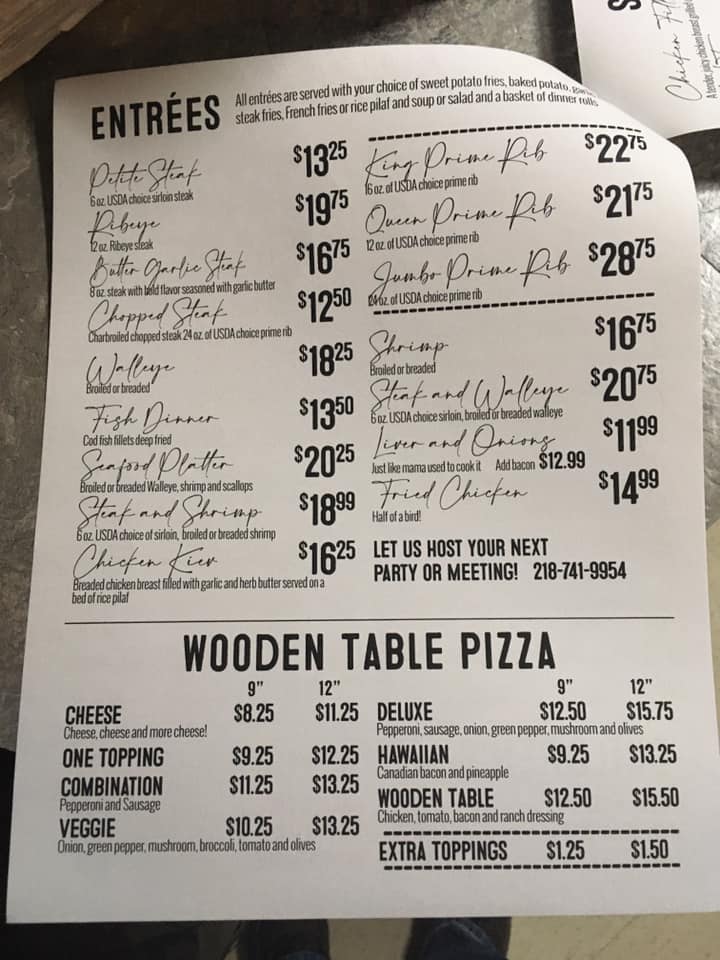 ENTRÉES
All entrées are served with your choice of sweet potato fries, baked potato,
steak fries, French fries or rice pilaf and soup or salad and a basket of dinner rolls
Petite Steak $13.25
6 oz. USDA choice sirloin steak
Ribeye $19.75
12 oz. Ribeye steak
Butter Garlic Steak $16.75
8 oz. steak with bold flavor seasoned with garlic butter
Chopped Steak $12.50
Charbroiled chopped steak 24 oz. of USDA choice prime rib
Walleye $18.25
Broiled or breaded
Fish Dinner $13.50
Cod fish fillets deep fried
Seafood Platter $20.25
Broiled or breaded Walleye, shrimp and scallops
Steak and Shrimp $18.99
6 oz. USDA choice of sirloin, broiled or breaded shrimp
Chicken Kiev $16.25
Breaded chicken breast filled with garlic and herb butter served on a
bed of rice pilaf
King Prime Rib $22.75
16 oz. of USDA choice prime rib
Queen Prime Rib $21.75
12 oz. of USDA choice prime rib
Jumbo Prime Rib $28.75
24 oz. of USDA choice prime rib
Shrimp $16.75
Broiled or breaded
Steak and Walleye $20.75
6 oz. USDA choice sirloin, broiled or breaded walleye
Liver and Onions $11.99
Just like mama used to cook it Add bacon $12.99
Fried Chicken $14.99
Half of a bird!
LET US HOST YOUR NEXT
PARTY OR MEETING! 218-741-9954
WOODEN TABLE PIZZA
9" 12"
CHEESE $8.25 $11.25
Cheese, cheese and more cheese!
ONE TOPPING $9.25 $12.25
COMBINATION $11.25 $13.25
Pepperoni and Sausage
VEGGIE $10.25 $13.25
Onion, green pepper, mushroom, broccoli, tomato and olives
9" 12"
DELUXE $12.50 $15.75
Pepperoni, sausage, onion, green pepper, mushroom and olives
HAWAIIAN $9.25 $13.25
Canadian bacon and pineapple
WOODEN TABLE $12.50 $15.50
Chicken, tomato, bacon and ranch dressing
EXTRA TOPPINGS $1.25 $1.50
Chicken
A tender, juicy chicken breast grilled